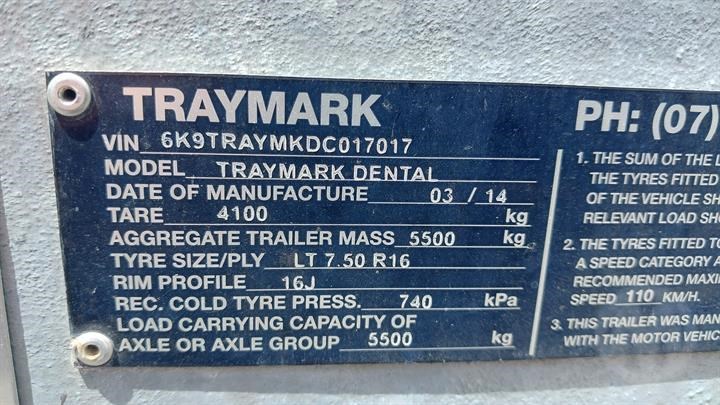 TRAYMARK
VIN 6K9TRAYMKDC017017
MODEL TRAYMARK DENTAL
DATE OF MANUFACTURE 03 / 14
TARE 4100 kg
AGGREGATE TRAILER MASS 5500 kg
TYRE SIZE/PLY LT 7.50 R16
RIM PROFILE 16J
REC. COLD TYRE PRESS. 740 kPa
LOAD CARRYING CAPACITY OF
AXLE OR AXLE GROUP 5500 kg
PH: (07)
1. THE SUM OF THE
THE TYRES FITTED
OF THE VEHICLE
RELEVANT LOAD
2. THE TYRES FITTED
A SPEED CATEGORY
RECOMMENDED
SPEED 110 KM/H.
3. THIS TRAILER WAS
WITH THE MOTOR